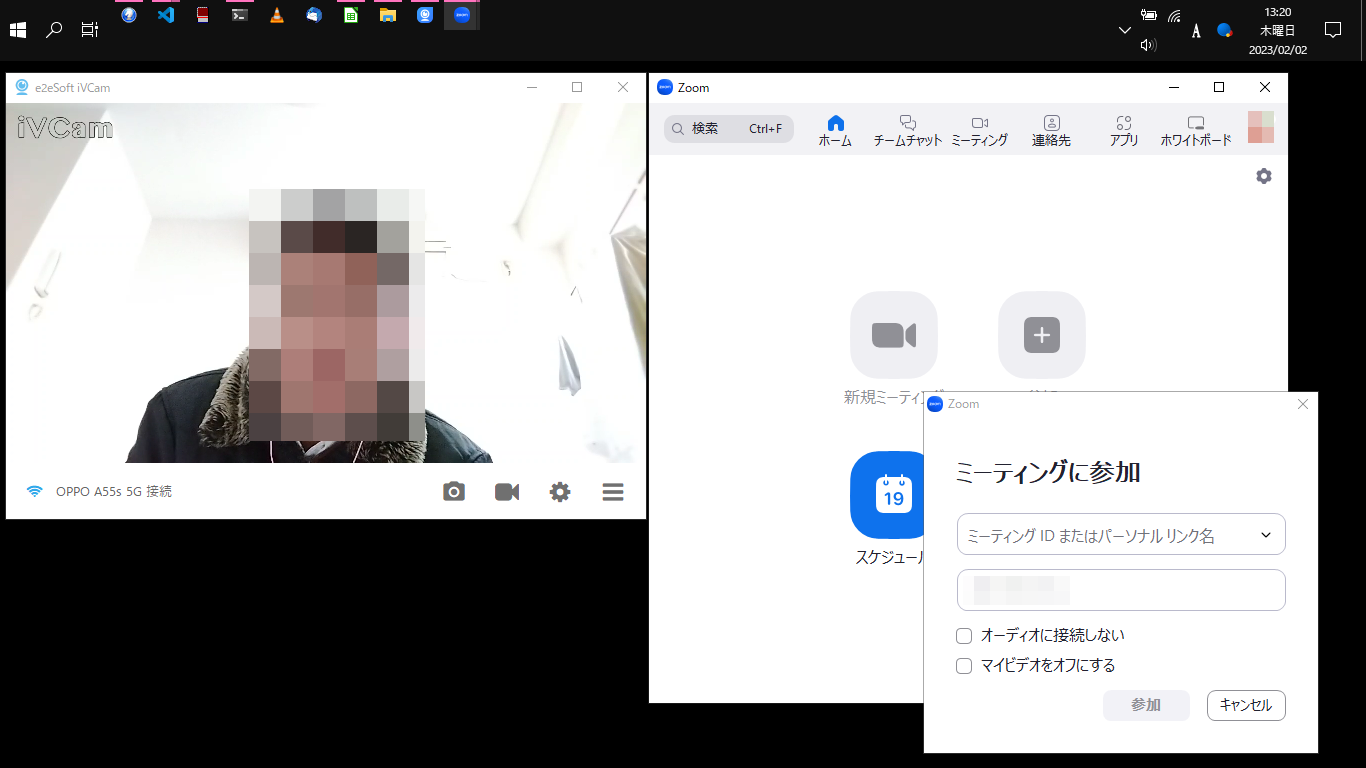 13:20
木曜日
A
2023/02/02
e2eSoft iVCam
iVCam
OPPO A55s 5G 接続
Zoom
検索 Ctrl+F
ホーム チームチャット ミーティング 連絡先 アプリ ホワイトボード
新規ミーティング
19
スケジュール
zoom Zoom
ミーティングに参加
ミーティング ID またはパーソナル リンク名
オーディオに接続しない
マイビデオをオフにする
参加 キャンセル